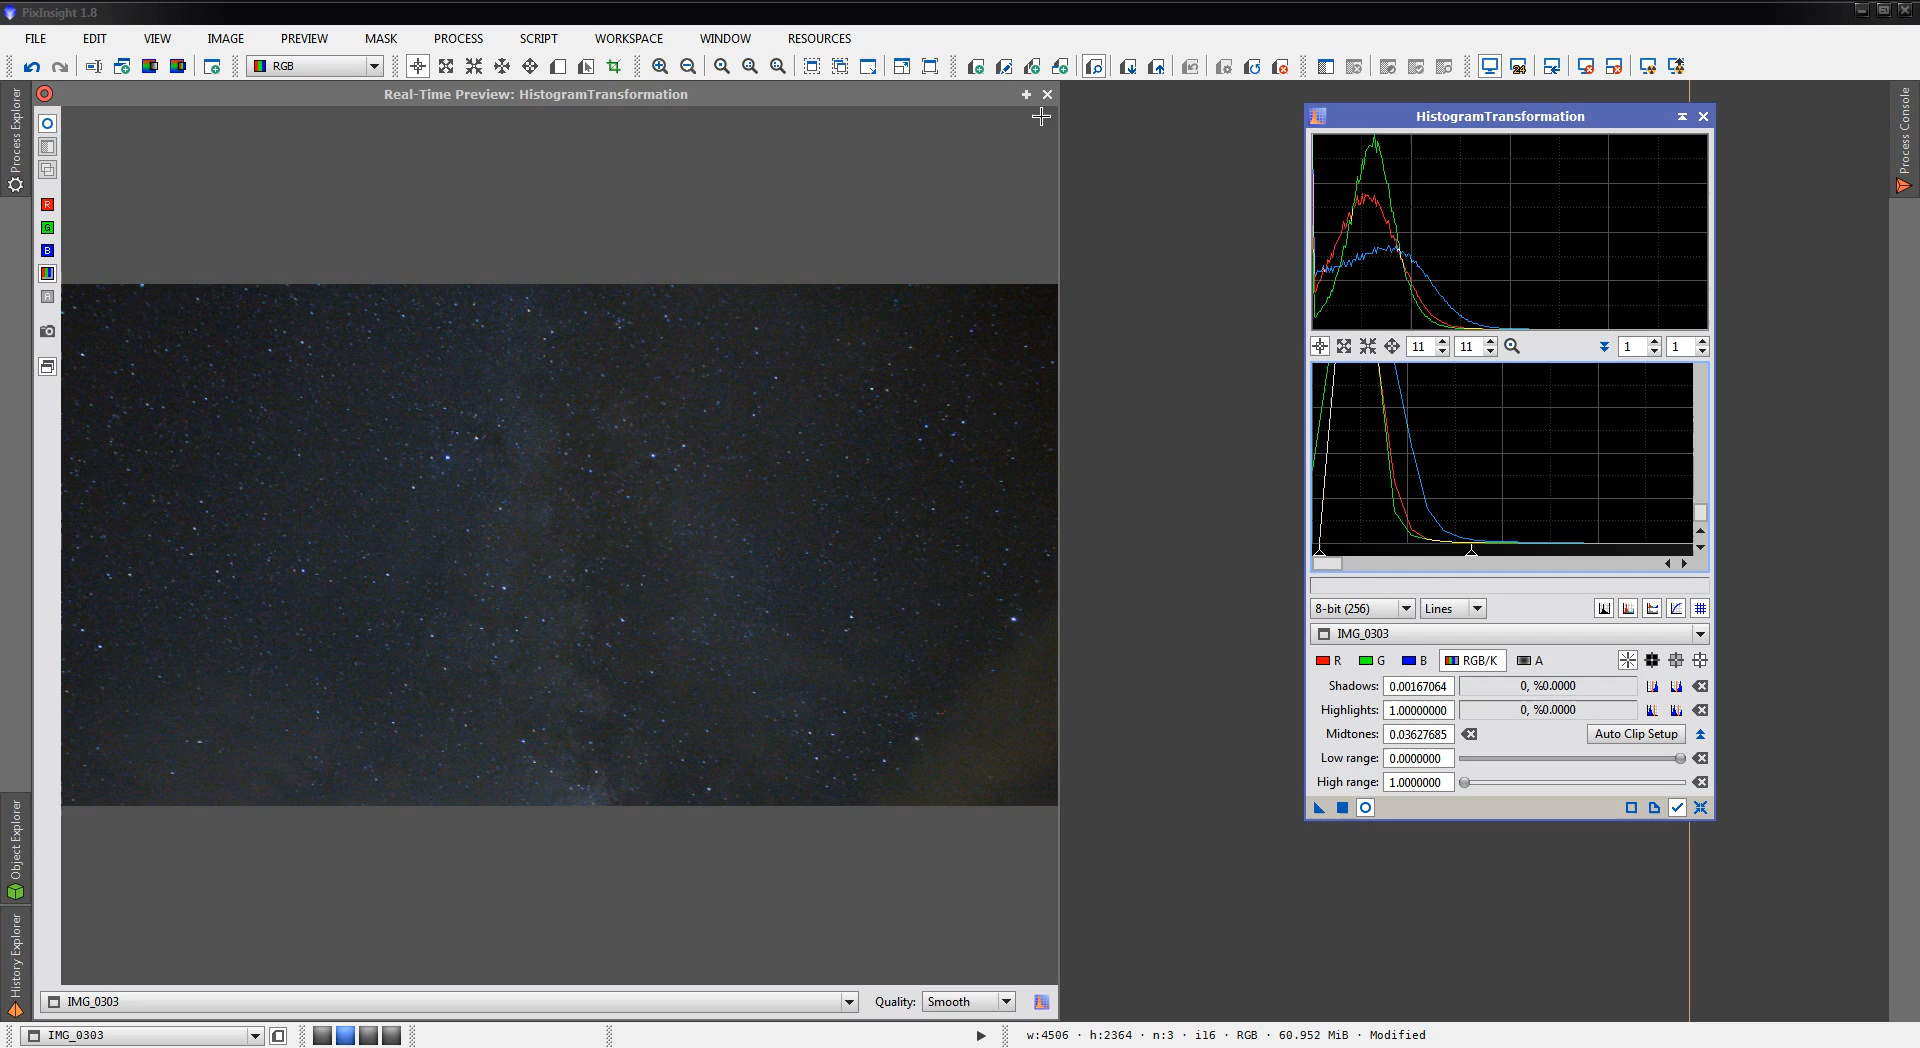 PixInsight 1.8
FILE EDIT VIEW IMAGE PREVIEW MASK PROCESS SCRIPT WORKSPACE WINDOW RESOURCES
RGB
24
Real-Time Preview: HistogramTransformation
Process Explorer
Object Explorer
History Explorer
Process Console
R
G
B
A
HistogramTransformation
11 11 1 1
8-bit (256) Lines
IMG_0303
R G B RGB/K A
Shadows: 0.00167064 0, %0.0000
Highlights: 1.00000000 0, %0.0000
Midtones: 0.03627685 Auto Clip Setup
Low range: 0.0000000
High range: 1.0000000
IMG_0303 Quality: Smooth
IMG_0303 w:4506 · h:2364 · n:3 · i16 · RGB · 60.952 MiB · Modified